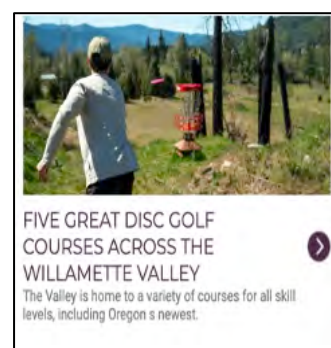 FIVE GREAT DISC GOLF
COURSES ACROSS THE
WILLAMETTE VALLEY
The Valley is home to a variety of courses for all skill
levels, including Oregon s newest.